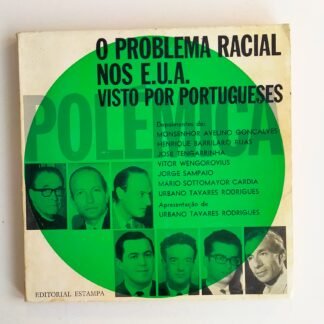 O PROBLEMA RACIAL
NOS E.U.A.
VISTO POR PORTUGUESES
POLÉMICA
Depoimentos de:
MONSENHOR AVELINO GONÇALVES
HENRIQUE BARRILARO RUAS
JOSÉ TENGARRINHA
VITOR WENGOROVIUS
JORGE SAMPAIO
MARIO SOTTOMAYOR CARDIA
URBANO TAVARES RODRIGUES
Apresentação de
URBANO TAVARES RODRIGUES
EDITORIAL ESTAMPA